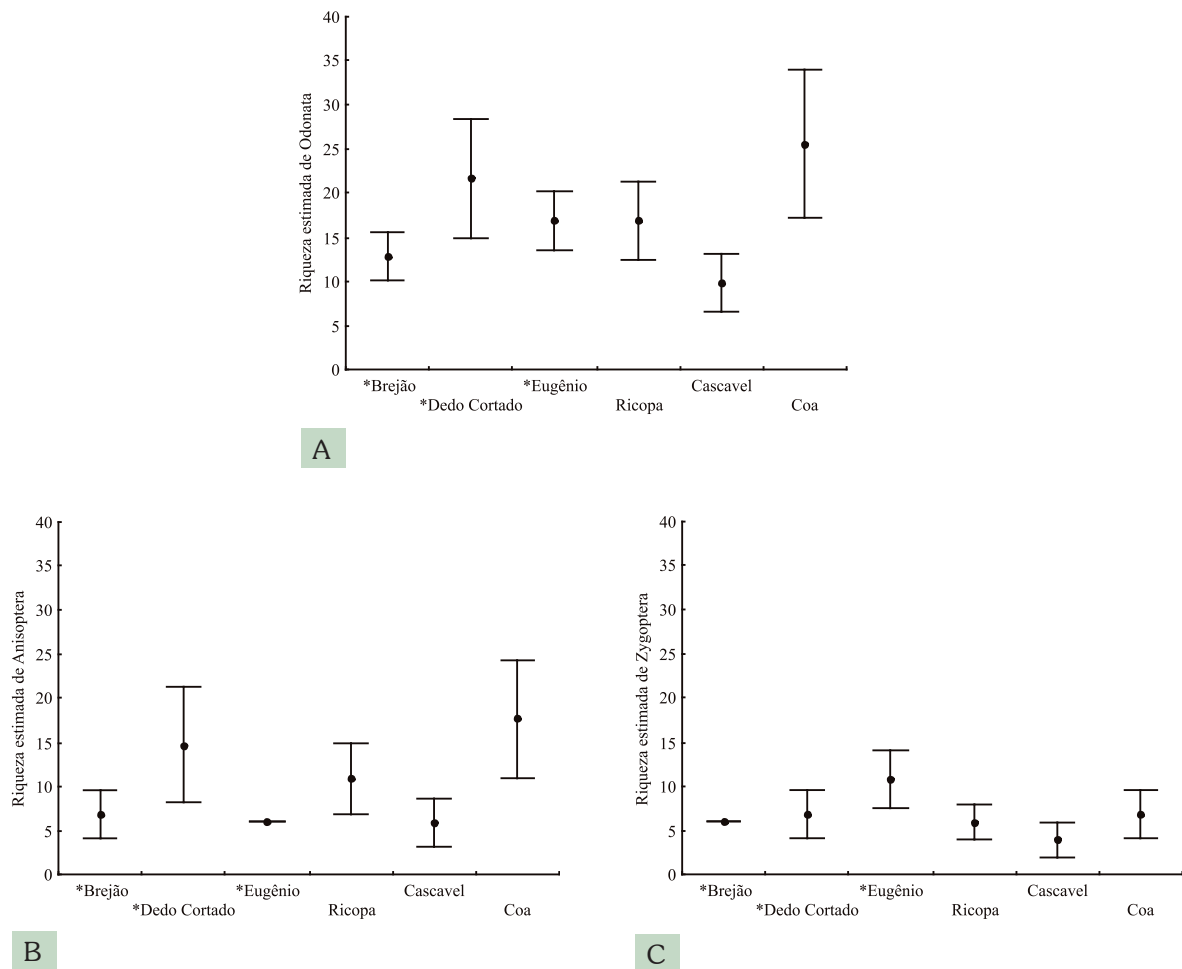 40
35
30
25
20
15
10
5
0
Riqueza estimada de Odonata
*Brejão
*Eugênio
Cascavel
*Dedo Cortado
Ricopa
Coa
A
40
35
30
25
20
15
10
5
0
Riqueza estimada de Anisoptera
*Brejão
*Eugênio
Cascavel
*Dedo Cortado
Ricopa
Coa
B
40
35
30
25
20
15
10
5
0
Riqueza estimada de Zygoptera
*Brejão
*Eugênio
Cascavel
*Dedo Cortado
Ricopa
Coa
C